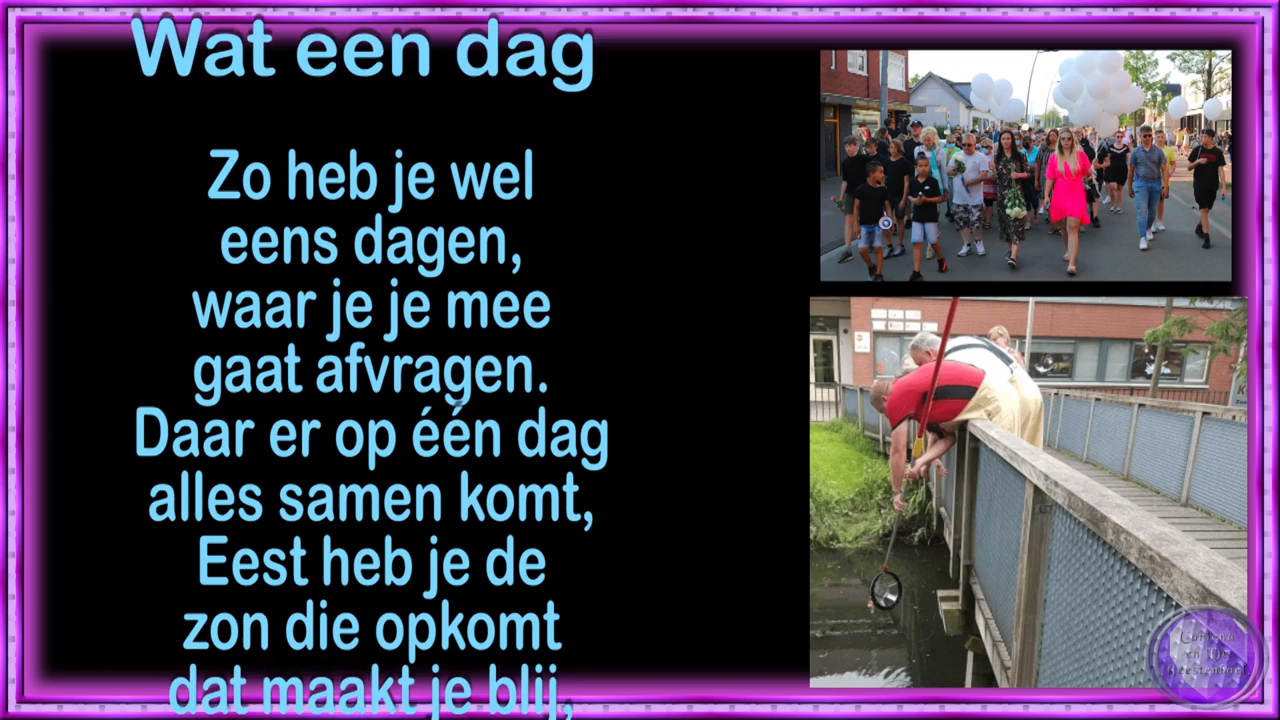 Wat een dag
Zo heb je wel
eens dagen,
waar je je mee
gaat afvragen.
Daar er op één dag
alles samen komt,
Eest heb je de
zon die opkomt
dat maakt je blij,
en